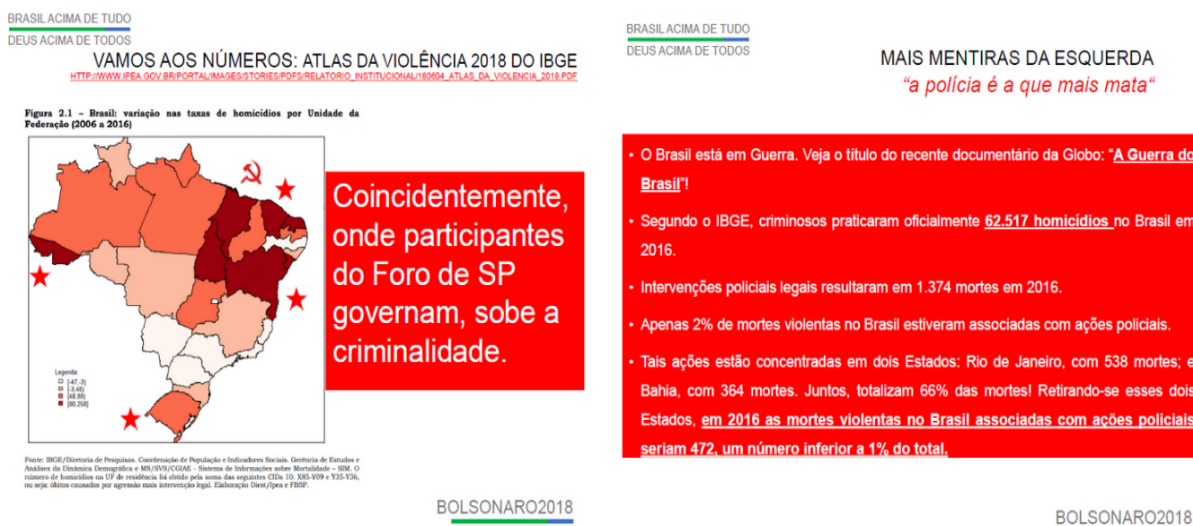 BRASIL ACIMA DE TUDO
DEUS ACIMA DE TODOS
VAMOS AOS NÚMEROS: ATLAS DA VIOLÊNCIA 2018 DO IBGE
HTTP://WWW.IPEA.GOV.BR/PORTAL/IMAGES/STORIES/PDFS/RELATORIO_INSTITUCIONAL/180604_ATLAS_DA_VIOLENCIA_2018.PDF
Figura 2.1 – Brasil: variação nas taxas de homicídios por Unidade da
Federação (2006 a 2016)
Coincidentemente,
onde participantes
do Foro de SP
governam, sobe a
criminalidade.
Legenda:
[-47,-3)
[-3,48)
[48,80)
[80,258]
Fonte: IBGE/Diretoria de Pesquisas. Coordenação de População e Indicadores Sociais. Gerência de Estudos e
Análises da Dinâmica Demográfica e MS/SVS/CGIAE - Sistema de Informações sobre Mortalidade – SIM. O
número de homicídios na UF de residência foi obtido pela soma das seguintes CIDs 10: X85-Y09 e Y35-Y36,
ou seja: óbitos causados por agressão mais intervenção legal. Elaboração Diest/Ipea e FBSP.
BOLSONARO2018
BRASIL ACIMA DE TUDO
DEUS ACIMA DE TODOS
MAIS MENTIRAS DA ESQUERDA
“a polícia é a que mais mata“
• O Brasil está em Guerra. Veja o título do recente documentário da Globo: “A Guerra do
Brasil”!
• Segundo o IBGE, criminosos praticaram oficialmente 62.517 homicídios no Brasil em
2016.
• Intervenções policiais legais resultaram em 1.374 mortes em 2016.
• Apenas 2% de mortes violentas no Brasil estiveram associadas com ações policiais.
• Tais ações estão concentradas em dois Estados: Rio de Janeiro, com 538 mortes; e
Bahia, com 364 mortes. Juntos, totalizam 66% das mortes! Retirando-se esses dois
Estados, em 2016 as mortes violentas no Brasil associadas com ações policiais
seriam 472, um número inferior a 1% do total.
BOLSONARO2018